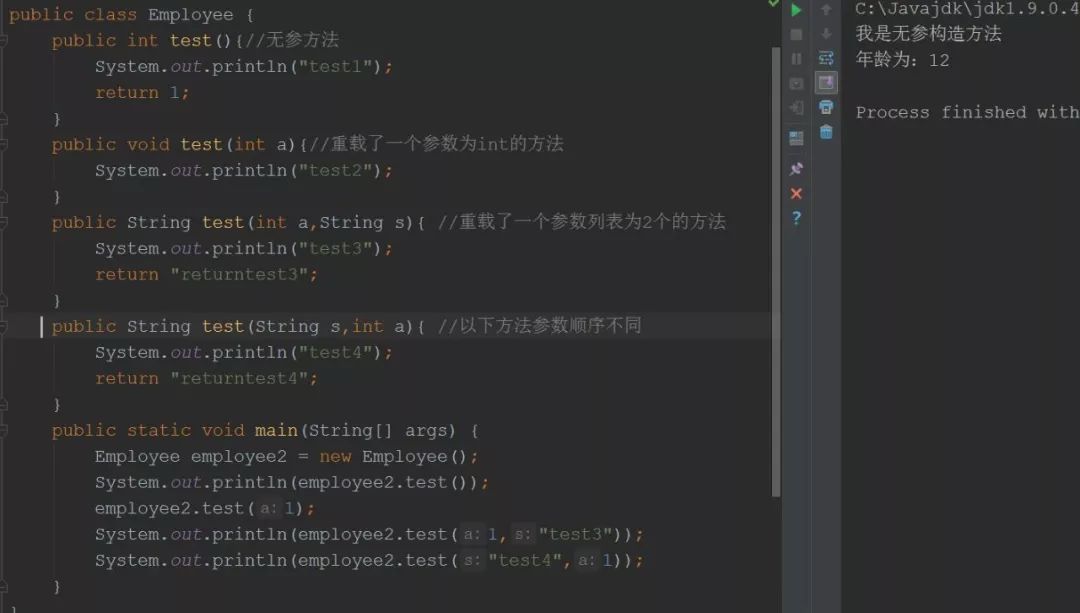 public class Employee {
public int test(){//无参方法
System.out.println("test1");
return 1;
}
public void test(int a){//重载了一个参数为int的方法
System.out.println("test2");
}
public String test(int a,String s){ //重载了一个参数列表为2个的方法
System.out.println("test3");
return "returntest3";
}
public String test(String s,int a){ //以下方法参数顺序不同
System.out.println("test4");
return "returntest4";
}
public static void main(String[] args) {
Employee employee2 = new Employee();
System.out.println(employee2.test());
employee2.test(a: 1);
System.out.println(employee2.test(a: 1,s: "test3"));
System.out.println(employee2.test(s: "test4",a: 1));
}
}
C:\Javajdk\jdk1.9.0.4
我是无参构造方法
年龄为：12
Process finished with